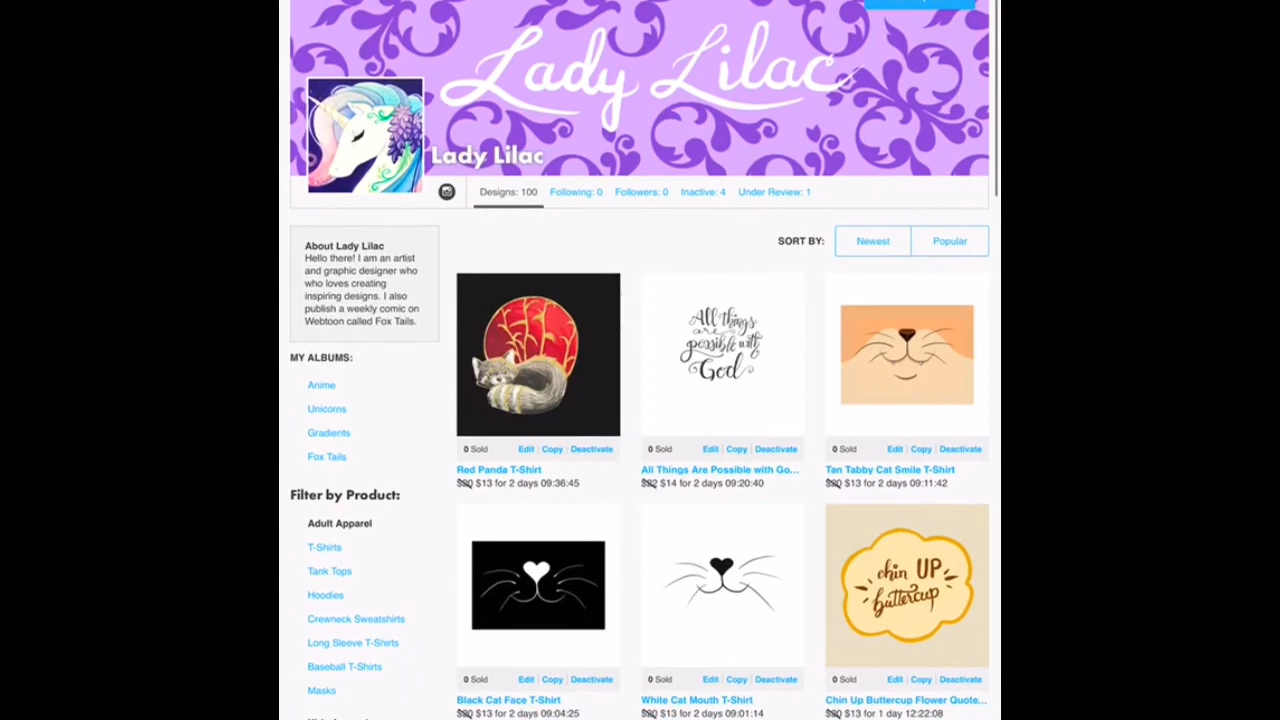 Lady Lilac
Lady Lilac
Designs: 100 Following: 0 Followers: 0 Inactive: 4 Under Review: 1
About Lady Lilac
Hello there! I am an artist
and graphic designer who
who loves creating
inspiring designs. I also
publish a weekly comic on
Webtoon called Fox Tails.
SORT BY: Newest Popular
MY ALBUMS:
Anime
Unicorns
Gradients
Fox Tails
All things
are
possible with
God
0 Sold Edit | Copy | Deactivate
Red Panda T-Shirt
$20 $13 for 2 days 09:36:45
0 Sold Edit | Copy | Deactivate
All Things Are Possible with Go...
$22 $14 for 2 days 09:20:40
0 Sold Edit | Copy | Deactivate
Tan Tabby Cat Smile T-Shirt
$20 $13 for 2 days 09:11:42
Filter by Product:
Adult Apparel
T-Shirts
Tank Tops
Hoodies
Crewneck Sweatshirts
Long Sleeve T-Shirts
Baseball T-Shirts
Masks
chin UP
buttercup
0 Sold Edit | Copy | Deactivate
Black Cat Face T-Shirt
$20 $13 for 2 days 09:04:25
0 Sold Edit | Copy | Deactivate
White Cat Mouth T-Shirt
$20 $13 for 2 days 09:01:14
0 Sold Edit | Copy | Deactivate
Chin Up Buttercup Flower Quote...
$20 $13 for 1 day 12:22:08